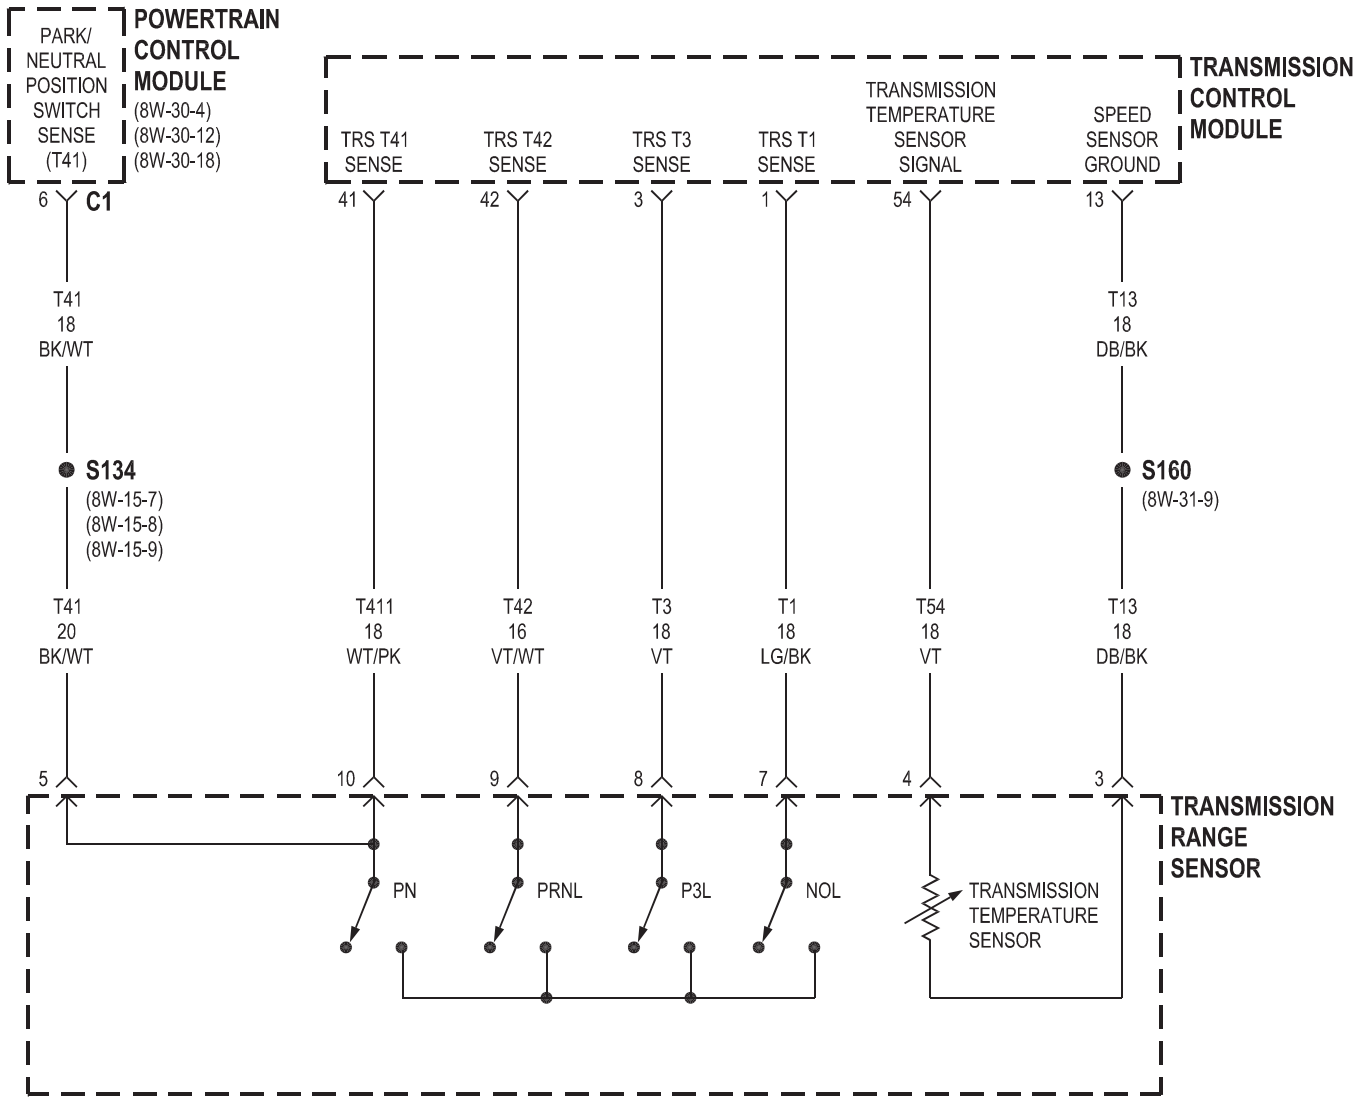 PARK/
NEUTRAL
POSITION
SWITCH
SENSE
(T41)
POWERTRAIN
CONTROL
MODULE
(8W-30-4)
(8W-30-12)
(8W-30-18)
TRS T41
SENSE
TRS T42
SENSE
TRS T3
SENSE
TRS T1
SENSE
TRANSMISSION
TEMPERATURE
SENSOR
SIGNAL
SPEED
SENSOR
GROUND
TRANSMISSION
CONTROL
MODULE
6
C1
41
42
3
1
54
13
T41
18
BK/WT
T13
18
DB/BK
S134
(8W-15-7)
(8W-15-8)
(8W-15-9)
S160
(8W-31-9)
T41
20
BK/WT
T411
18
WT/PK
T42
16
VT/WT
T3
18
VT
T1
18
LG/BK
T54
18
VT
T13
18
DB/BK
5
10
9
8
7
4
3
TRANSMISSION
RANGE
SENSOR
PN
PRNL
P3L
NOL
TRANSMISSION
TEMPERATURE
SENSOR